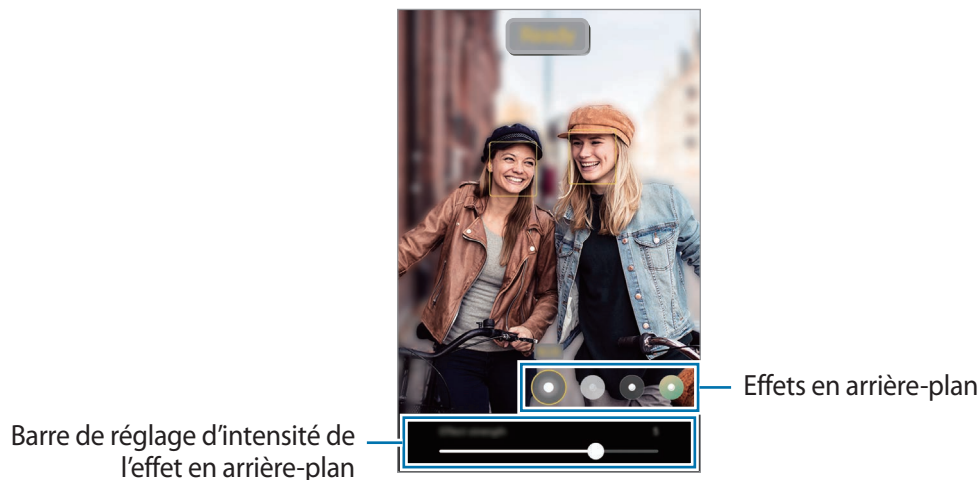 Effets en arrière-plan
Barre de réglage d’intensité de
l’effet en arrière-plan